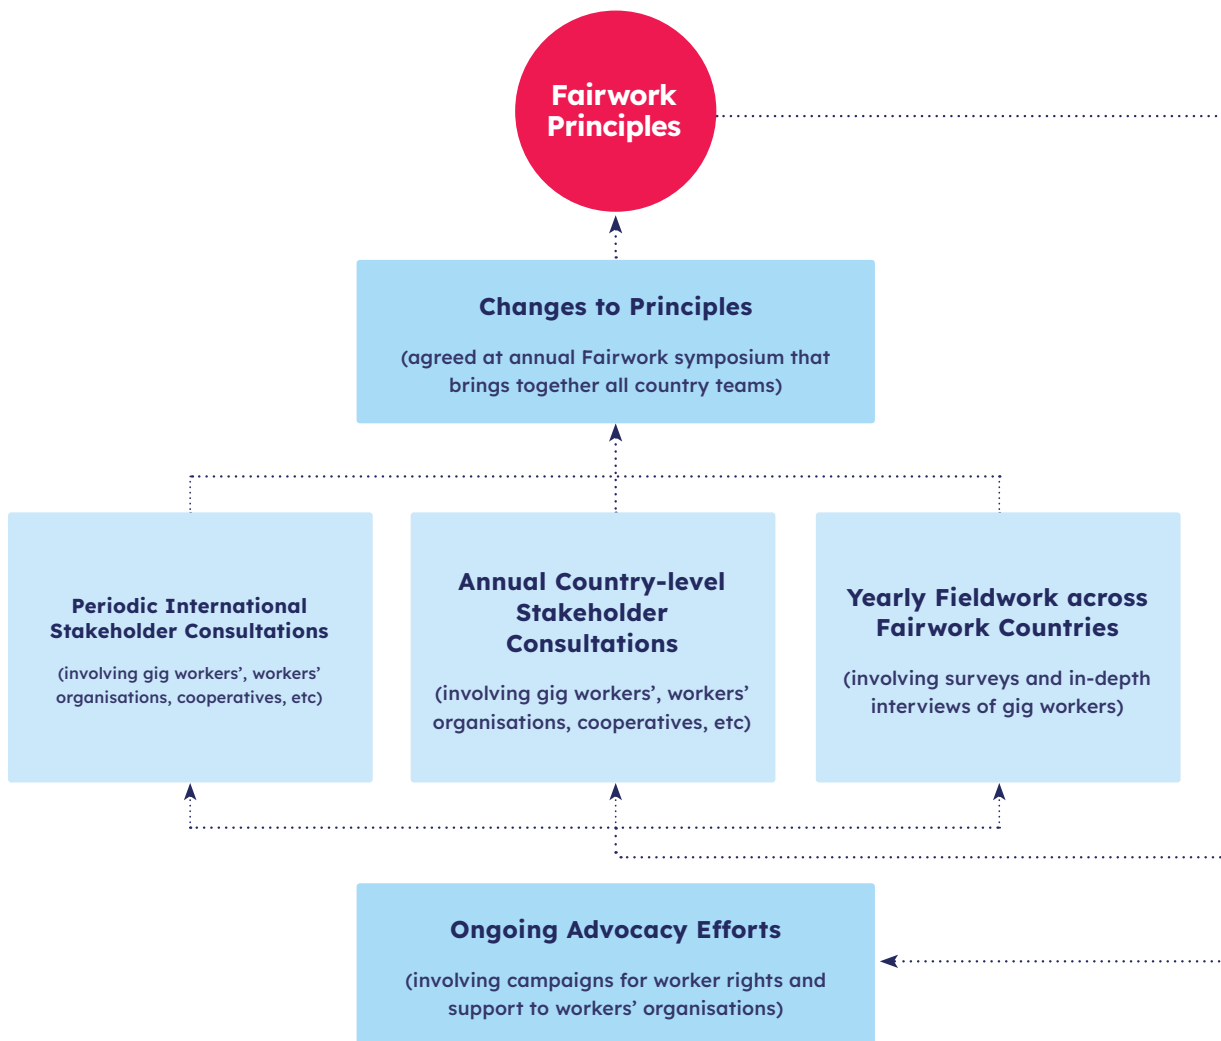 Fairwork
Principles
Changes to Principles
(agreed at annual Fairwork symposium that
brings together all country teams)
Periodic International
Stakeholder Consultations
(involving gig workers’, workers’
organisations, cooperatives, etc)
Annual Country-level
Stakeholder
Consultations
(involving gig workers’, workers’
organisations, cooperatives, etc)
Yearly Fieldwork across
Fairwork Countries
(involving surveys and in-depth
interviews of gig workers)
Ongoing Advocacy Efforts
(involving campaigns for worker rights and
support to workers’ organisations)